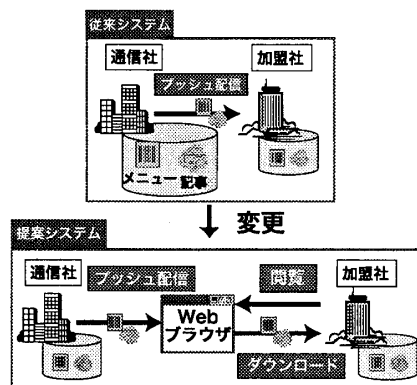 従来システム
通信社
加盟社
プッシュ配信
メニュー
記事
変更
提案システム
通信社
プッシュ配信
閲覧
加盟社
Web
ブラウザ
ダウンロード